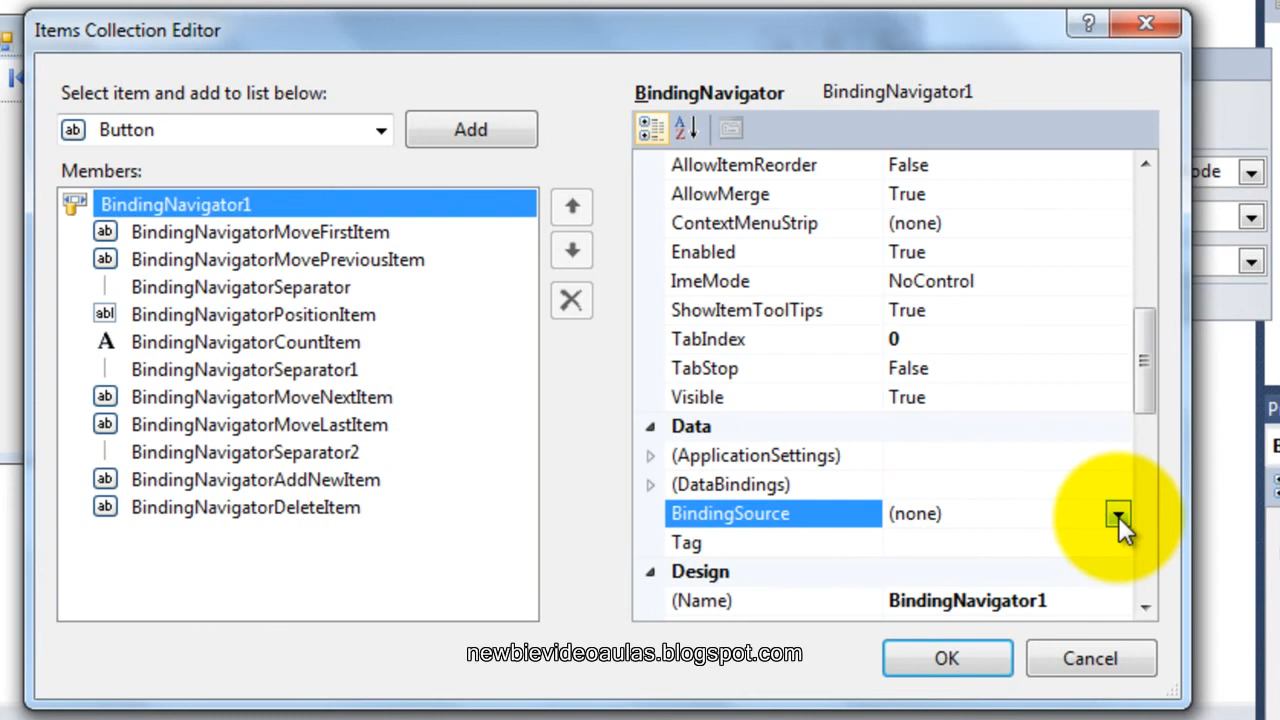 Items Collection Editor
?
Select item and add to list below:
Button
Add
Members:
BindingNavigator1
BindingNavigatorMoveFirstItem
BindingNavigatorMovePreviousItem
BindingNavigatorSeparator
BindingNavigatorPositionItem
BindingNavigatorCountItem
BindingNavigatorSeparator1
BindingNavigatorMoveNextItem
BindingNavigatorMoveLastItem
BindingNavigatorSeparator2
BindingNavigatorAddNewItem
BindingNavigatorDeleteItem
BindingNavigator BindingNavigator1
AllowItemReorder False
AllowMerge True
ContextMenuStrip (none)
Enabled True
ImeMode NoControl
ShowItemToolTips True
TabIndex 0
TabStop False
Visible True
Data
(ApplicationSettings)
(DataBindings)
BindingSource (none)
Tag
Design
(Name) BindingNavigator1
OK
Cancel
newbievideoaulas.blogspot.com
ode